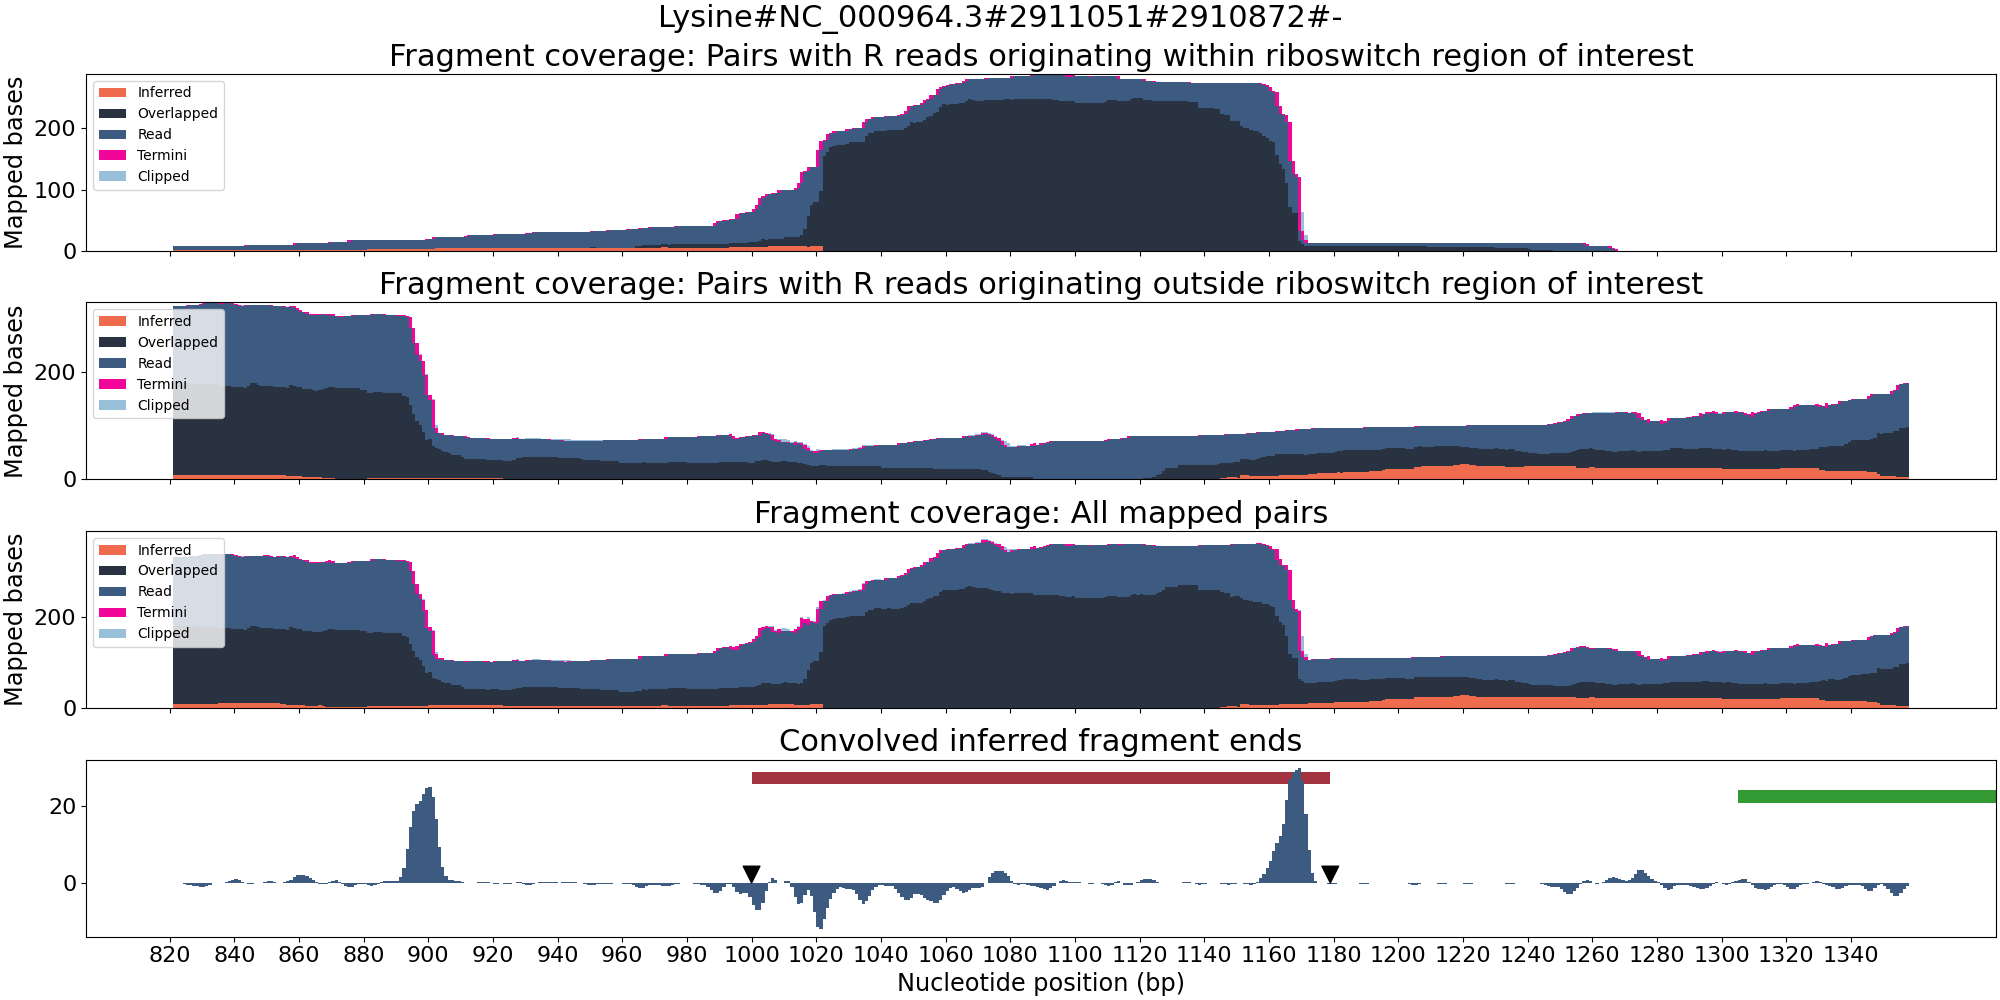 Lysine#NC_000964.3#2911051#2910872#-
Fragment coverage: Pairs with R reads originating within riboswitch region of interest
Mapped bases
200
100
0
Inferred
Overlapped
Read
Termini
Clipped
Fragment coverage: Pairs with R reads originating outside riboswitch region of interest
Mapped bases
200
0
Inferred
Overlapped
Read
Termini
Clipped
Fragment coverage: All mapped pairs
Mapped bases
200
0
Inferred
Overlapped
Read
Termini
Clipped
Convolved inferred fragment ends
20
0
820 840 860 880 900 920 940 960 980 1000 1020 1040 1060 1080 1100 1120 1140 1160 1180 1200 1220 1240 1260 1280 1300 1320 1340
Nucleotide position (bp)